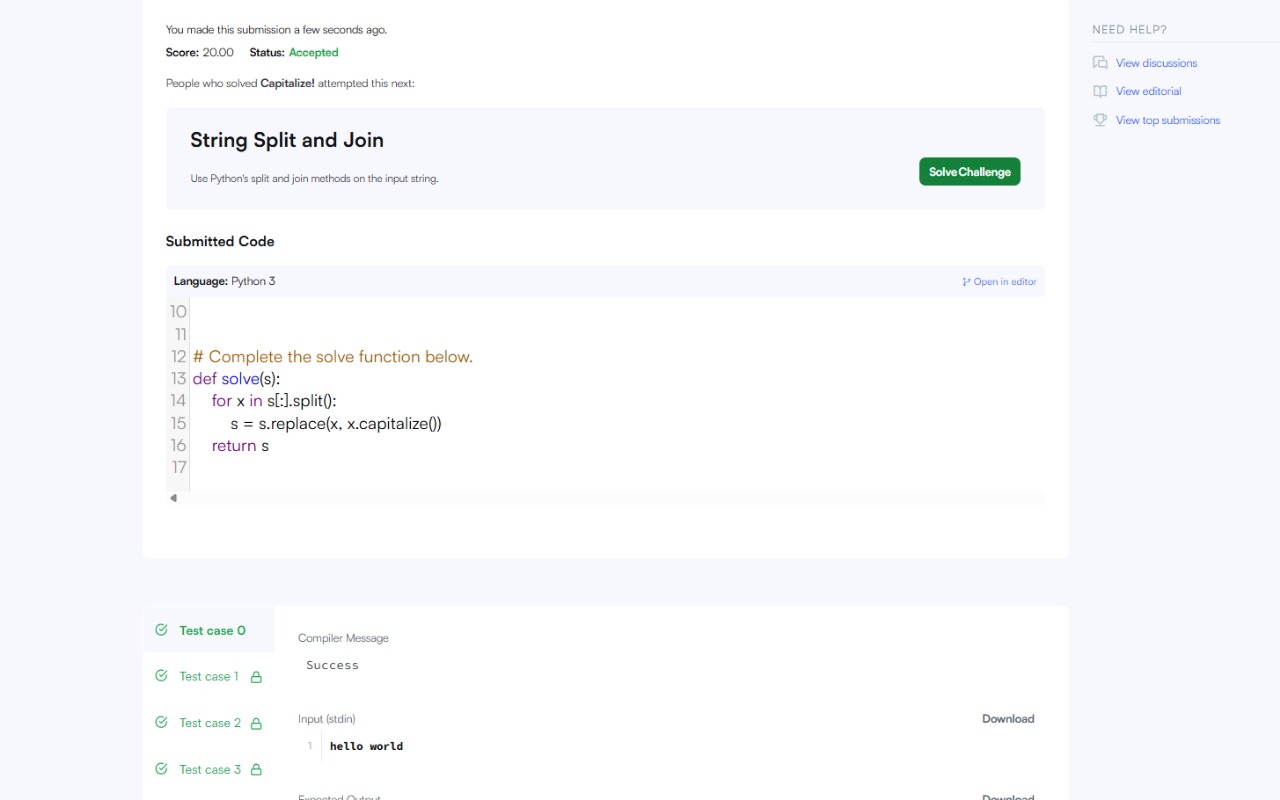 You made this submission a few seconds ago.
NEED HELP?
Score: 20.00 Status: Accepted
View discussions
People who solved Capitalize! attempted this next:
View editorial
View top submissions
String Split and Join
Use Python's split and join methods on the input string.
Solve Challenge
Submitted Code
Language: Python 3
Open in editor
10
11
12 # Complete the solve function below.
13 def solve(s):
14     for x in s[:].split():
15         s = s.replace(x, x.capitalize())
16     return s
17
Test case 0
Test case 1
Test case 2
Test case 3
Compiler Message
Success
Input (stdin)
Download
1 hello world
Expected Output
Download